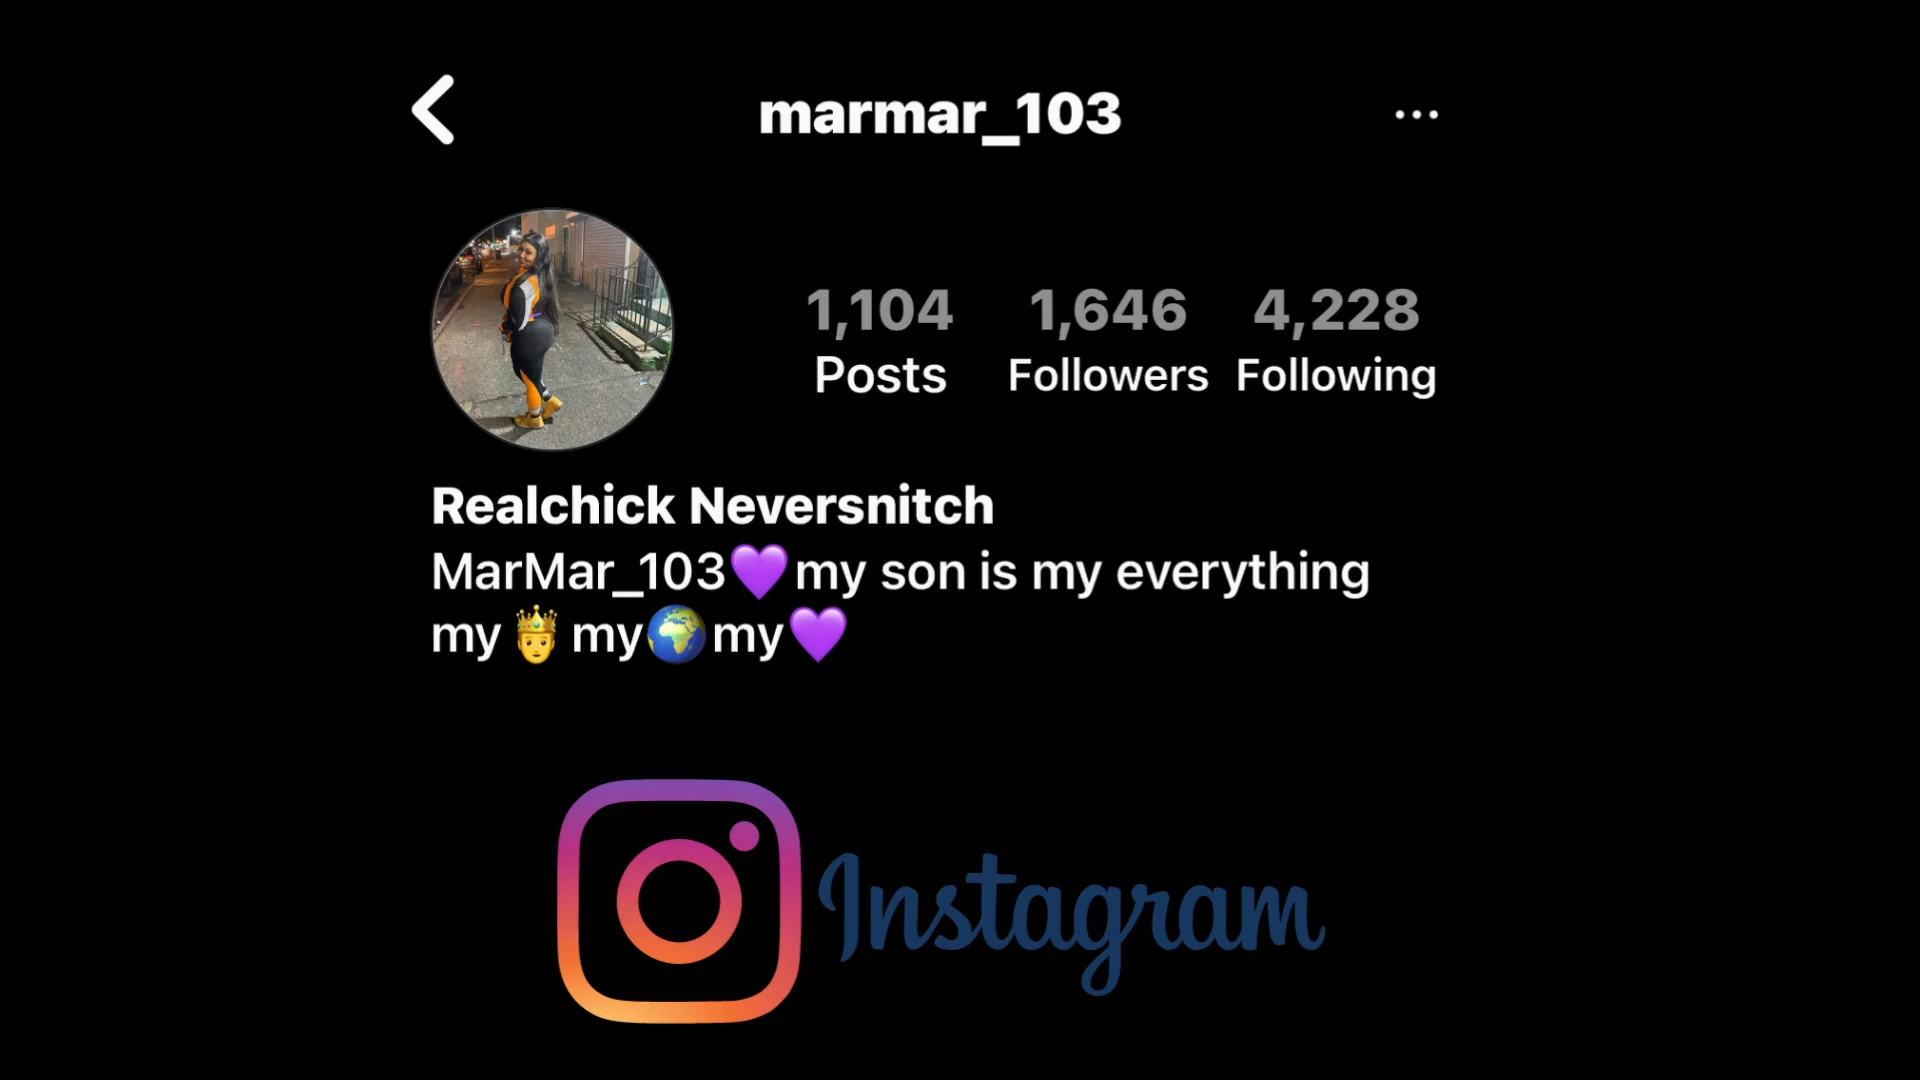 marmar_103
1,104 1,646 4,228
Posts Followers Following
Realchick Neversnitch
MarMar_103💜my son is my everything
my🤴my🌍my💜
Instagram